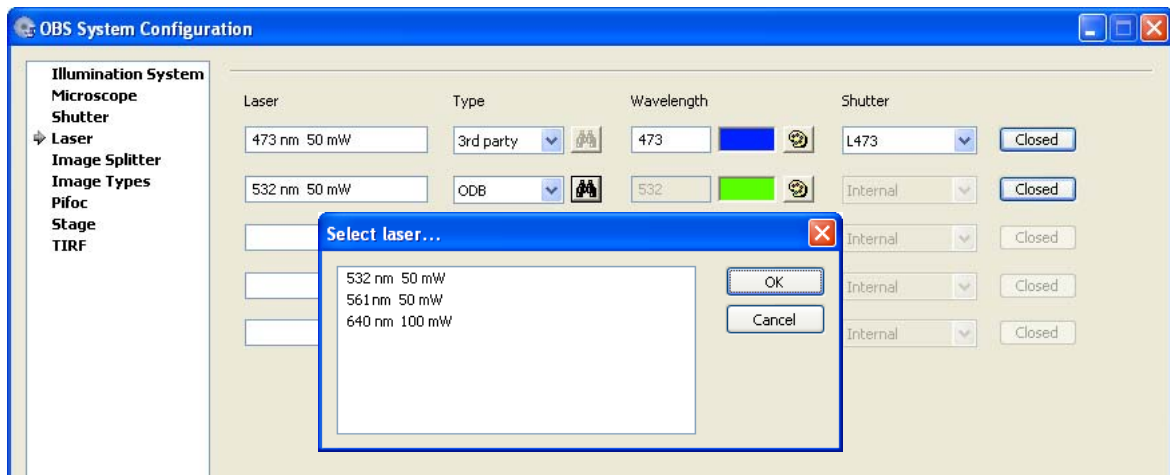 OBS System Configuration
Illumination System
Microscope
Shutter
Laser
Image Splitter
Image Types
Pifoc
Stage
TIRF
Laser Type Wavelength Shutter
473 nm 50 mW 3rd party 473 L473 Closed
532 nm 50 mW ODB 532 Internal Closed
Internal Closed
Internal Closed
Internal Closed
Select laser...
532 nm 50 mW
561nm 50 mW
640 nm 100 mW
OK
Cancel